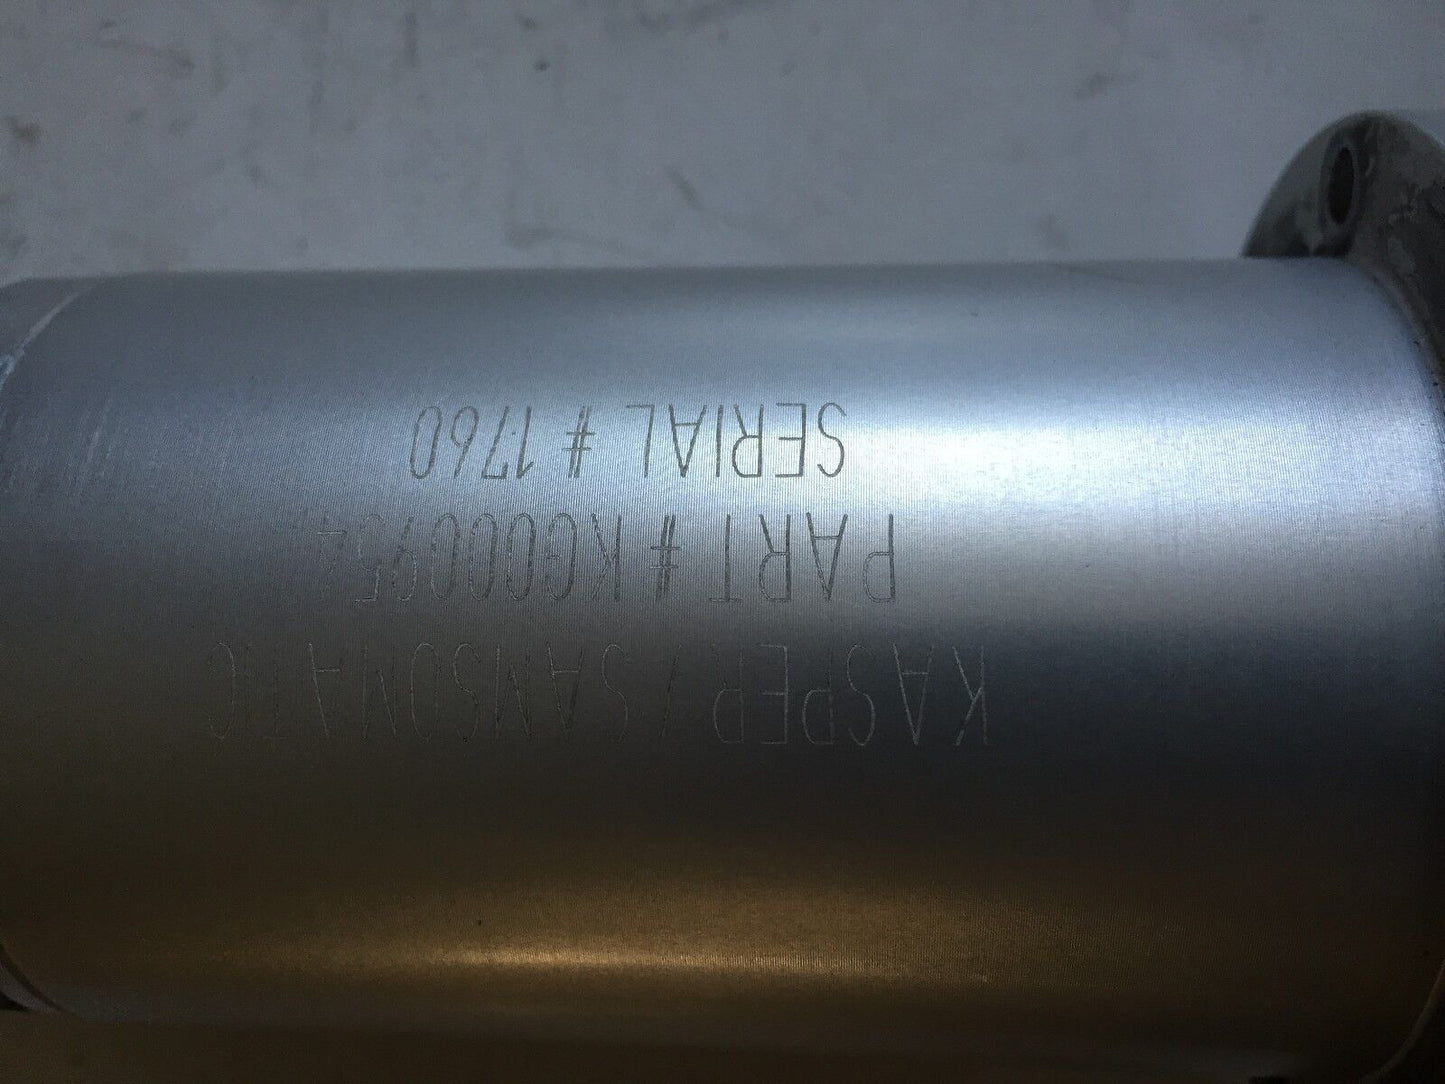 KASPER / SAMSOMATIC
PART # KG000954
SERIAL # 1760